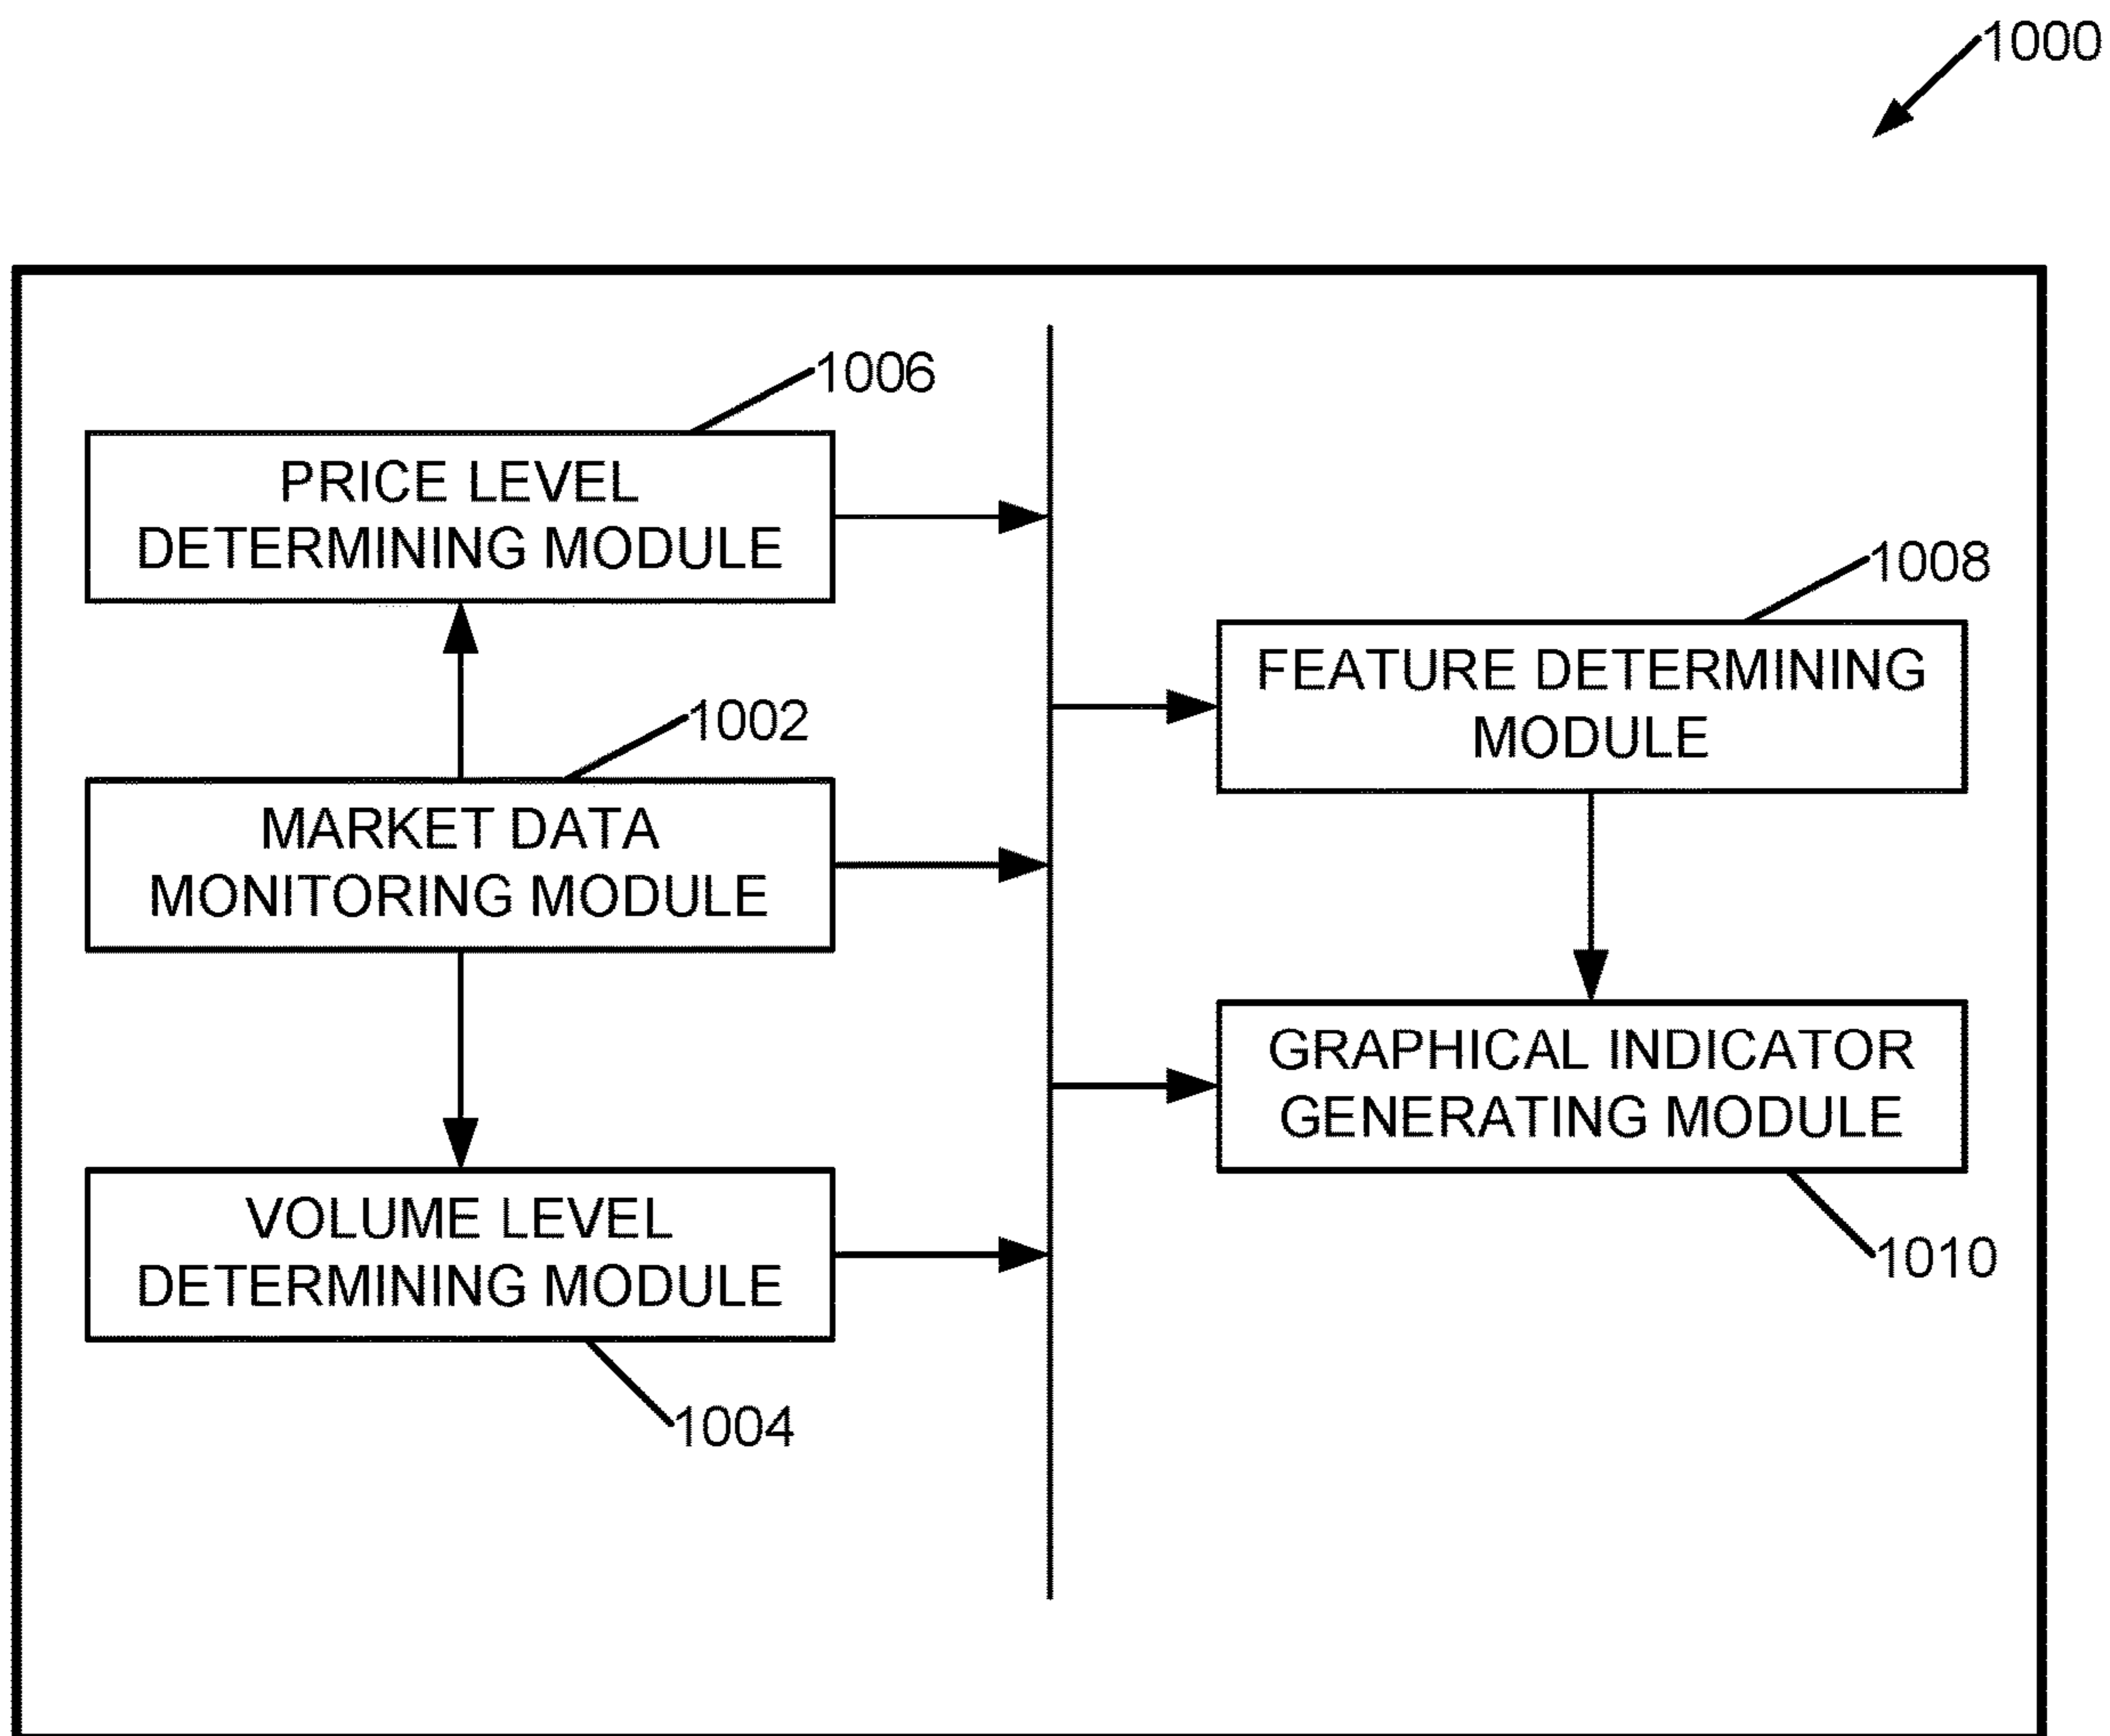 1000
1006
PRICE LEVEL
DETERMINING MODULE
1008
FEATURE DETERMINING
MODULE
1002
MARKET DATA
MONITORING MODULE
GRAPHICAL INDICATOR
GENERATING MODULE
1010
VOLUME LEVEL
DETERMINING MODULE
1004